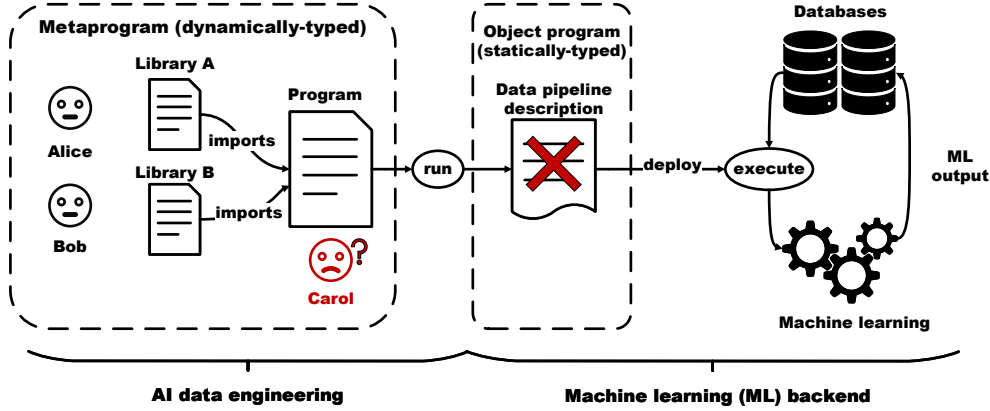 Metaprogram (dynamically-typed)
Library A
Alice
imports
Library B
Bob
imports
Program
?
Carol
run
Object program
(statically-typed)
Data pipeline
description
deploy
execute
Databases
ML
output
Machine learning
AI data engineering
Machine learning (ML) backend